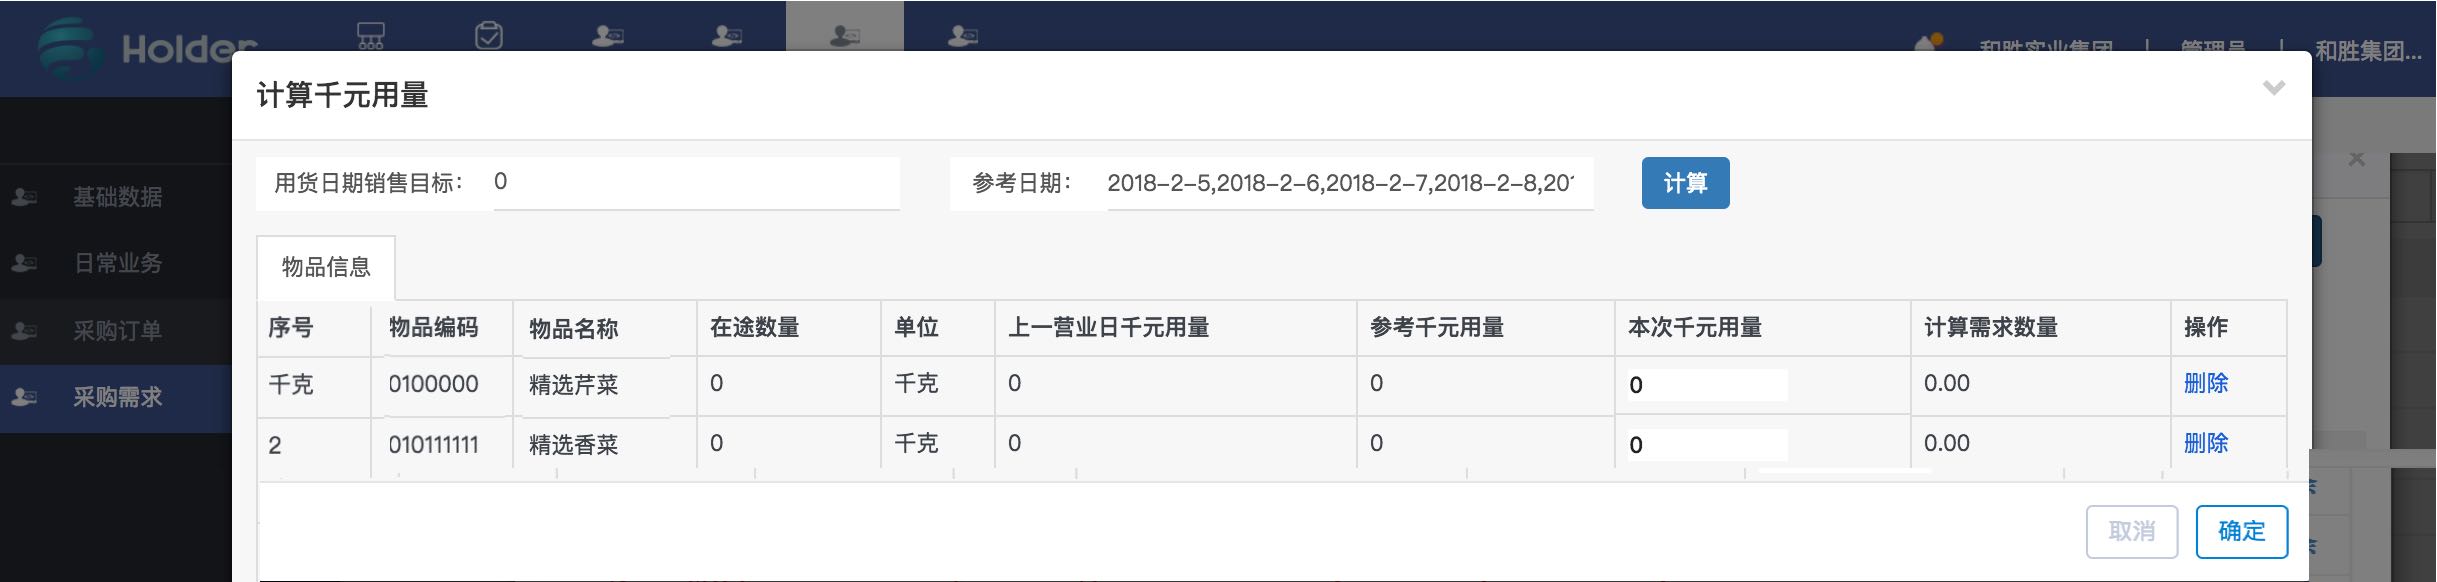 Holder
和胜实业集团 | 管理员 | 和胜集团...
计算千元用量
用货日期销售目标: 0 参考日期: 2018-2-5,2018-2-6,2018-2-7,2018-2-8,201 计算
基础数据
日常业务
采购订单
采购需求
物品信息
序号 物品编码 物品名称 在途数量 单位 上一营业日千元用量 参考千元用量 本次千元用量 计算需求数量 操作
千克 0100000 精选芹菜 0 千克 0 0 0 0.00 删除
2 010111111 精选香菜 0 千克 0 0 0 0.00 删除
取消 确定